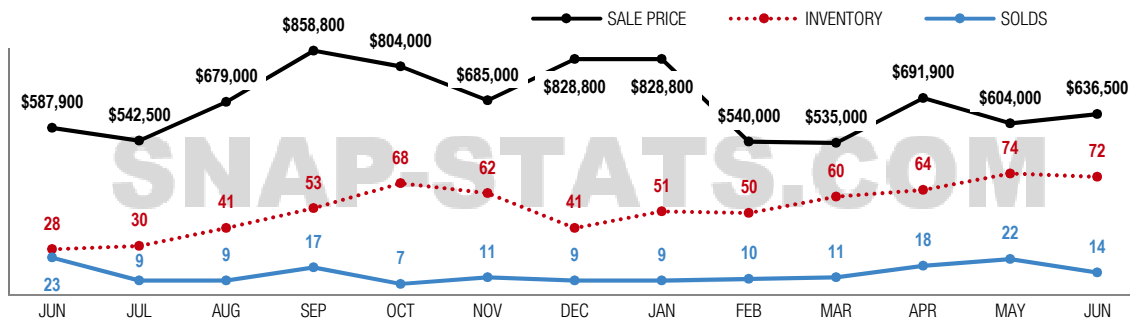 SALE PRICE INVENTORY SOLDS
$587,900 $542,500 $679,000 $858,800 $804,000 $685,000 $828,800 $828,800 $540,000 $535,000 $691,900 $604,000 $636,500
SNAP-STATS.COM
28 30 41 53 68 62 41 51 50 60 64 74 72
23 9 9 17 7 11 9 9 10 11 18 22 14
JUN JUL AUG SEP OCT NOV DEC JAN FEB MAR APR MAY JUN